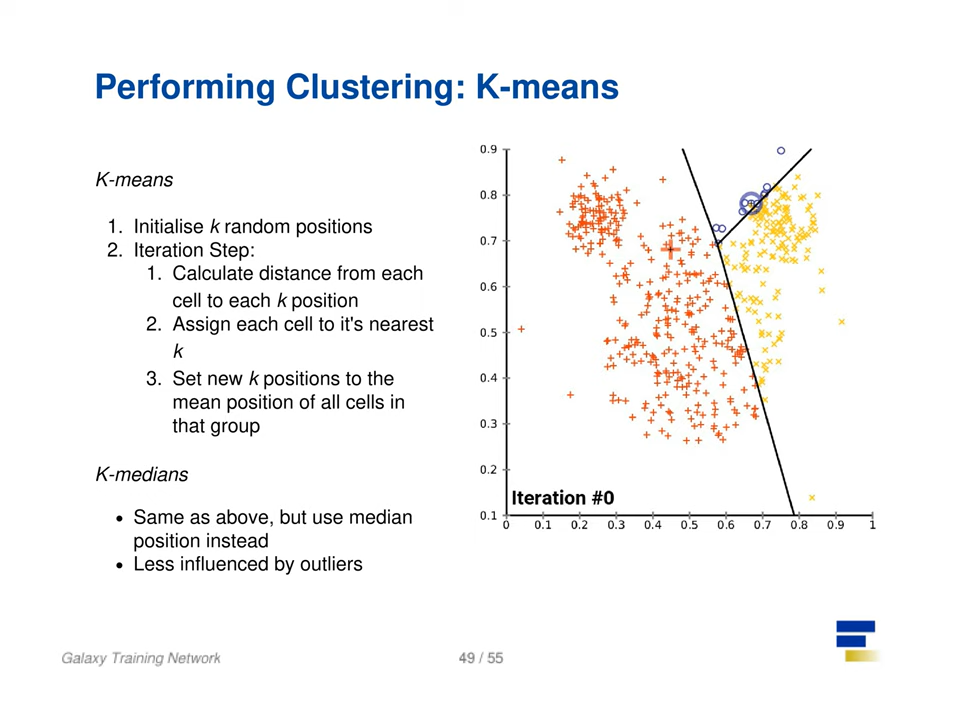 Performing Clustering: K-means
K-means
1. Initialise k random positions
2. Iteration Step:
1. Calculate distance from each
cell to each k position
2. Assign each cell to it's nearest
k
3. Set new k positions to the
mean position of all cells in
that group
K-medians
• Same as above, but use median
position instead
• Less influenced by outliers
0.9
0.8
0.7
0.6
0.5
0.4
0.3
0.2
0.1
Iteration #0
0 0.1 0.2 0.3 0.4 0.5 0.6 0.7 0.8 0.9 1
Galaxy Training Network
49 / 55